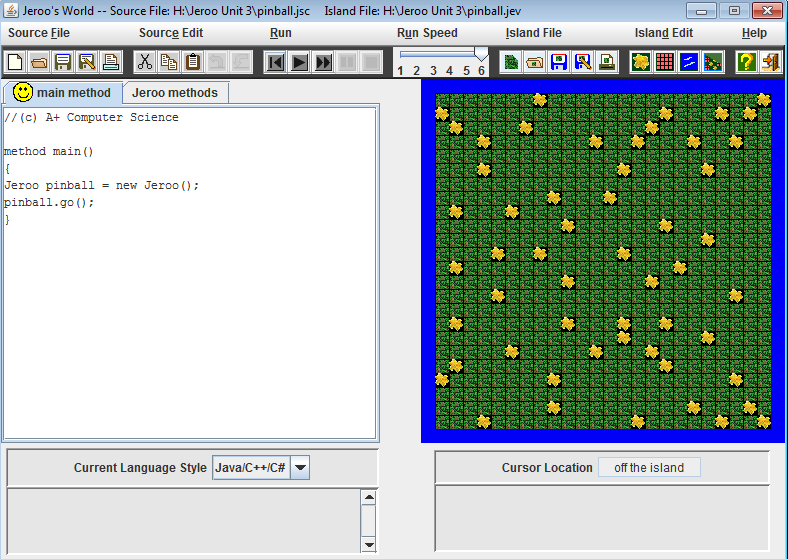 Jeroo's World -- Source File: H:\Jeroo Unit 3\pinball.jsc     Island File: H:\Jeroo Unit 3\pinball.jev
Source File Source Edit Run Run Speed Island File Island Edit Help
1 2 3 4 5 6
main method Jeroo methods
//(c) A+ Computer Science
method main()
{
Jeroo pinball = new Jeroo();
pinball.go();
}
Current Language Style Java/C++/C#
Cursor Location off the island